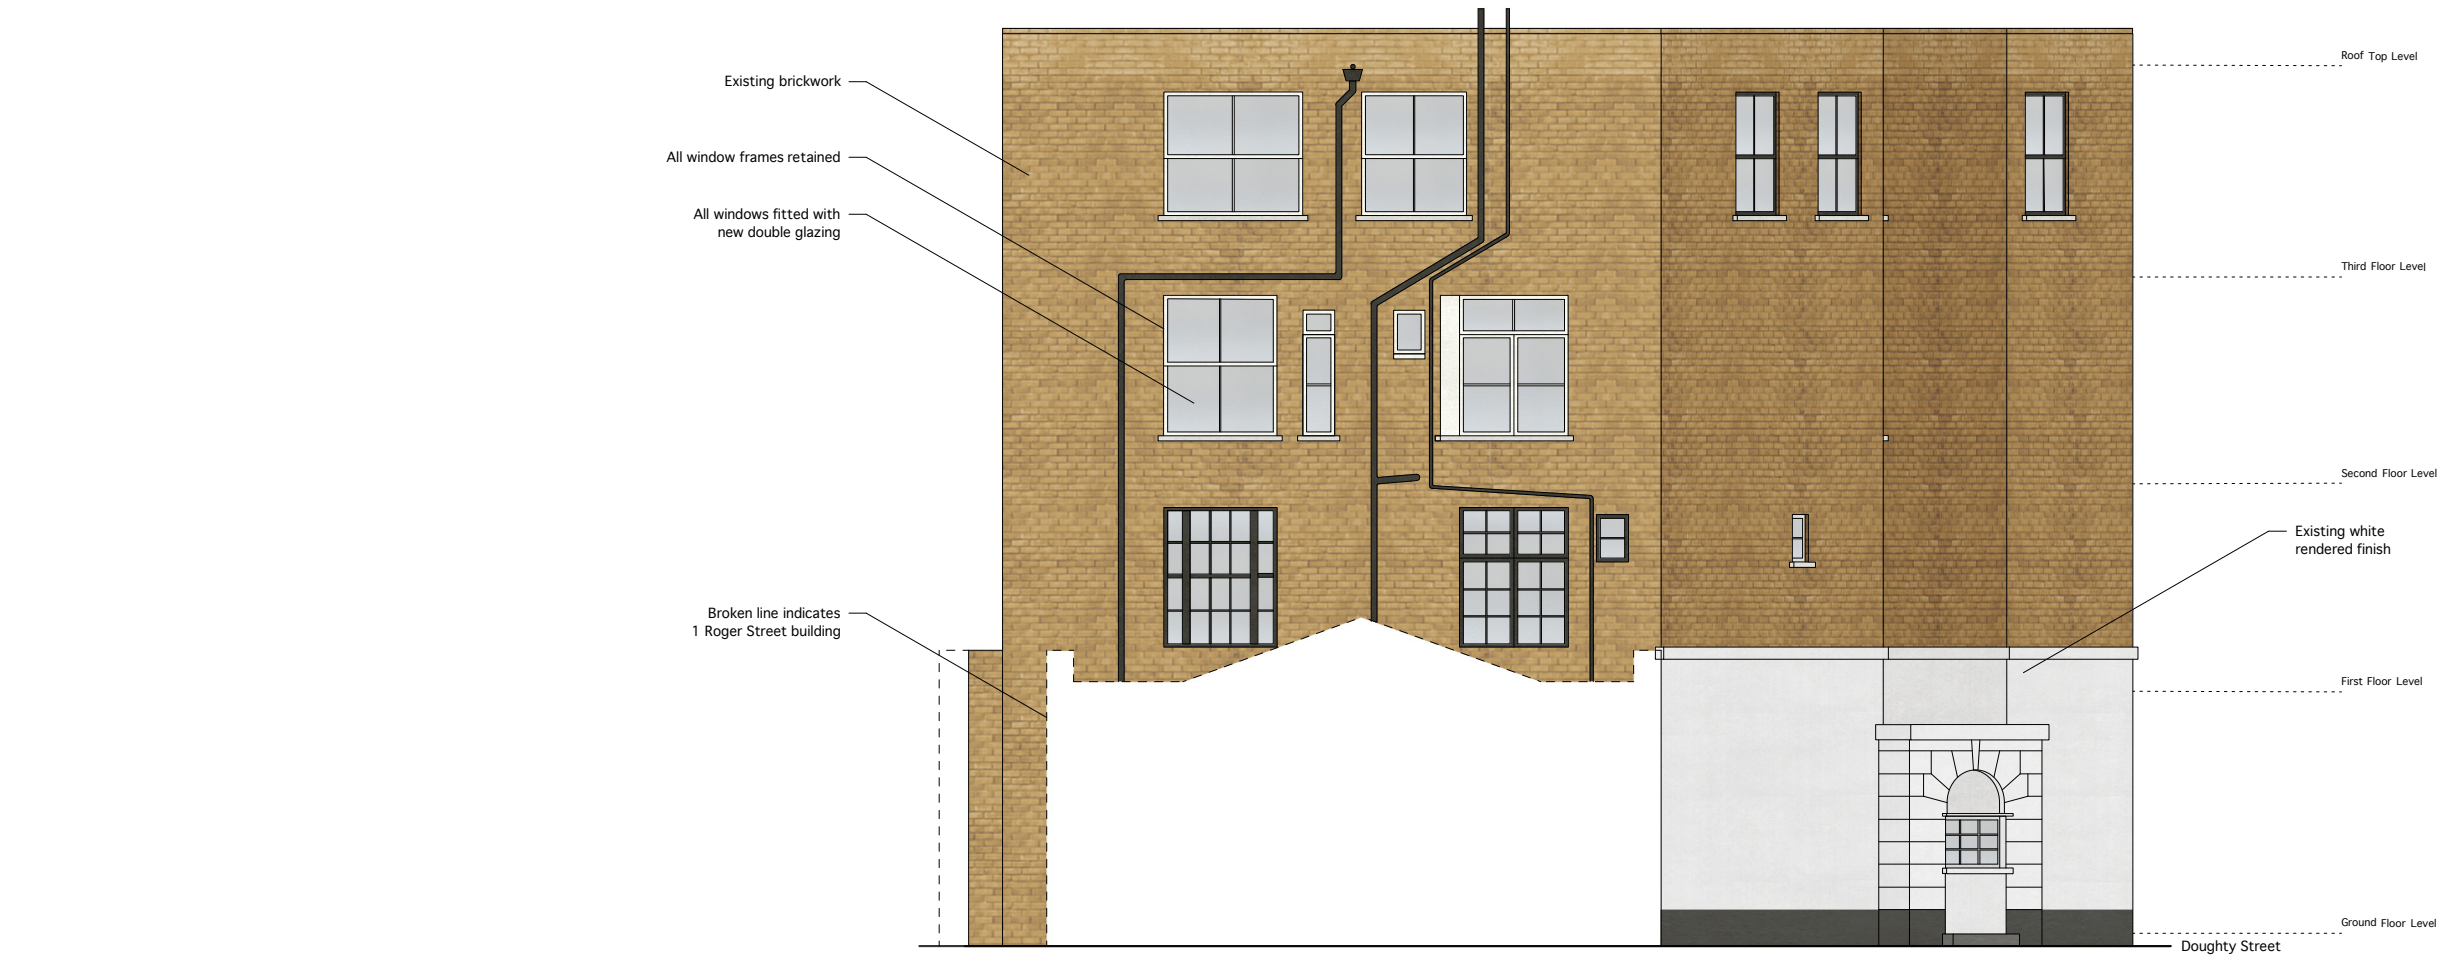 Existing brickwork
All window frames retained
All windows fitted with
new double glazing
Broken line indicates
1 Roger Street building
Roof Top Level
Third Floor Level
Second Floor Level
Existing white
rendered finish
First Floor Level
Ground Floor Level
Doughty Street